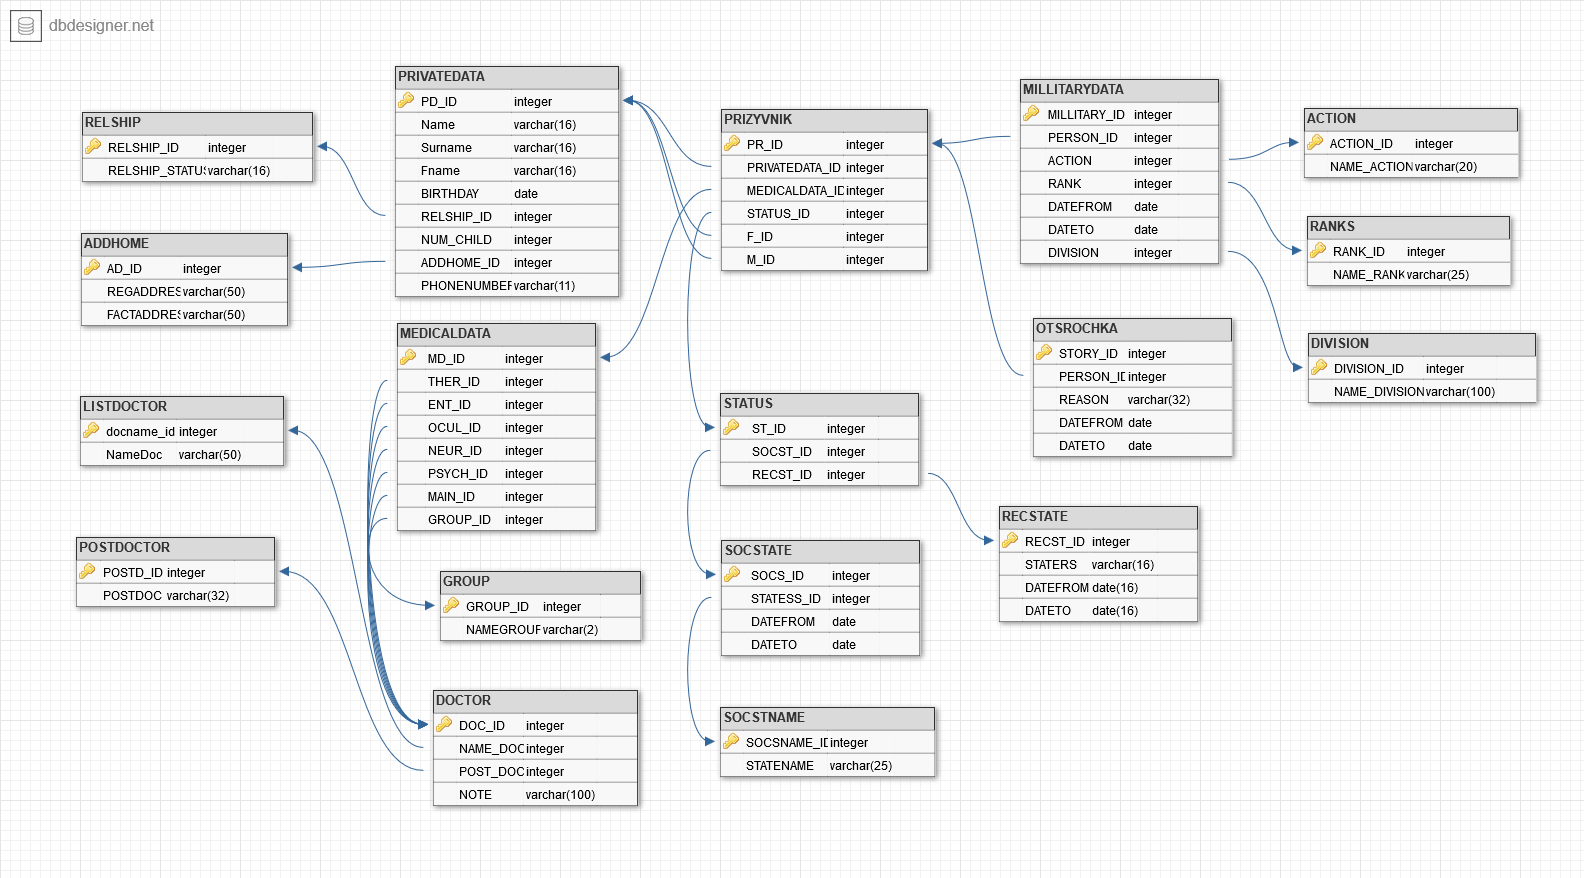 dbdesigner.net
PRIVATEDATA
PD_ID integer
Name varchar(16)
Surname varchar(16)
Fname varchar(16)
BIRTHDAY date
RELSHIP_ID integer
NUM_CHILD integer
ADDHOME_ID integer
PHONENUMBER varchar(11)
RELSHIP
RELSHIP_ID integer
RELSHIP_STATUS varchar(16)
ADDHOME
AD_ID integer
REGADDRES varchar(50)
FACTADDRES varchar(50)
MEDICALDATA
MD_ID integer
THER_ID integer
ENT_ID integer
OCUL_ID integer
NEUR_ID integer
PSYCH_ID integer
MAIN_ID integer
GROUP_ID integer
LISTDOCTOR
docname_id integer
NameDoc varchar(50)
POSTDOCTOR
POSTD_ID integer
POSTDOC varchar(32)
GROUP
GROUP_ID integer
NAMEGROUP varchar(2)
DOCTOR
DOC_ID integer
NAME_DOC integer
POST_DOC integer
NOTE varchar(100)
PRIZYVNIK
PR_ID integer
PRIVATEDATA_ID integer
MEDICALDATA_ID integer
STATUS_ID integer
F_ID integer
M_ID integer
STATUS
ST_ID integer
SOCST_ID integer
RECST_ID integer
SOCSTATE
SOCS_ID integer
STATESS_ID integer
DATEFROM date
DATETO date
SOCSTNAME
SOCSNAME_ID integer
STATENAME varchar(25)
MILLITARYDATA
MILLITARY_ID integer
PERSON_ID integer
ACTION integer
RANK integer
DATEFROM date
DATETO date
DIVISION integer
OTSROCHKA
STORY_ID integer
PERSON_ID integer
REASON varchar(32)
DATEFROM date
DATETO date
RECSTATE
RECST_ID integer
STATERS varchar(16)
DATEFROM date(16)
DATETO date(16)
ACTION
ACTION_ID integer
NAME_ACTION varchar(20)
RANKS
RANK_ID integer
NAME_RANK varchar(25)
DIVISION
DIVISION_ID integer
NAME_DIVISION varchar(100)